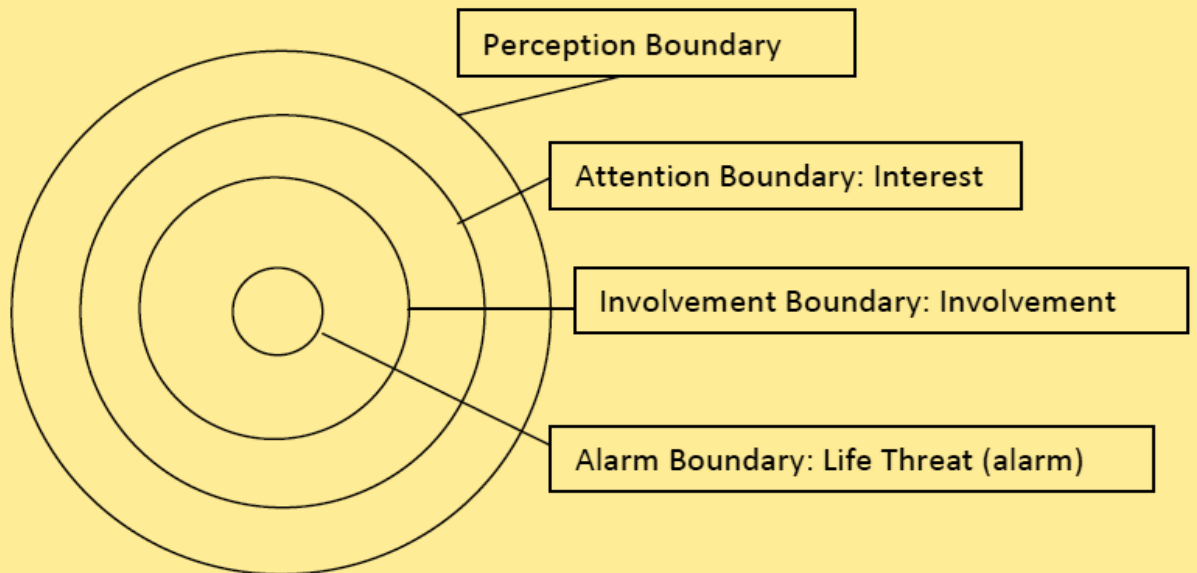 Perception Boundary
Attention Boundary: Interest
Involvement Boundary: Involvement
Alarm Boundary: Life Threat (alarm)